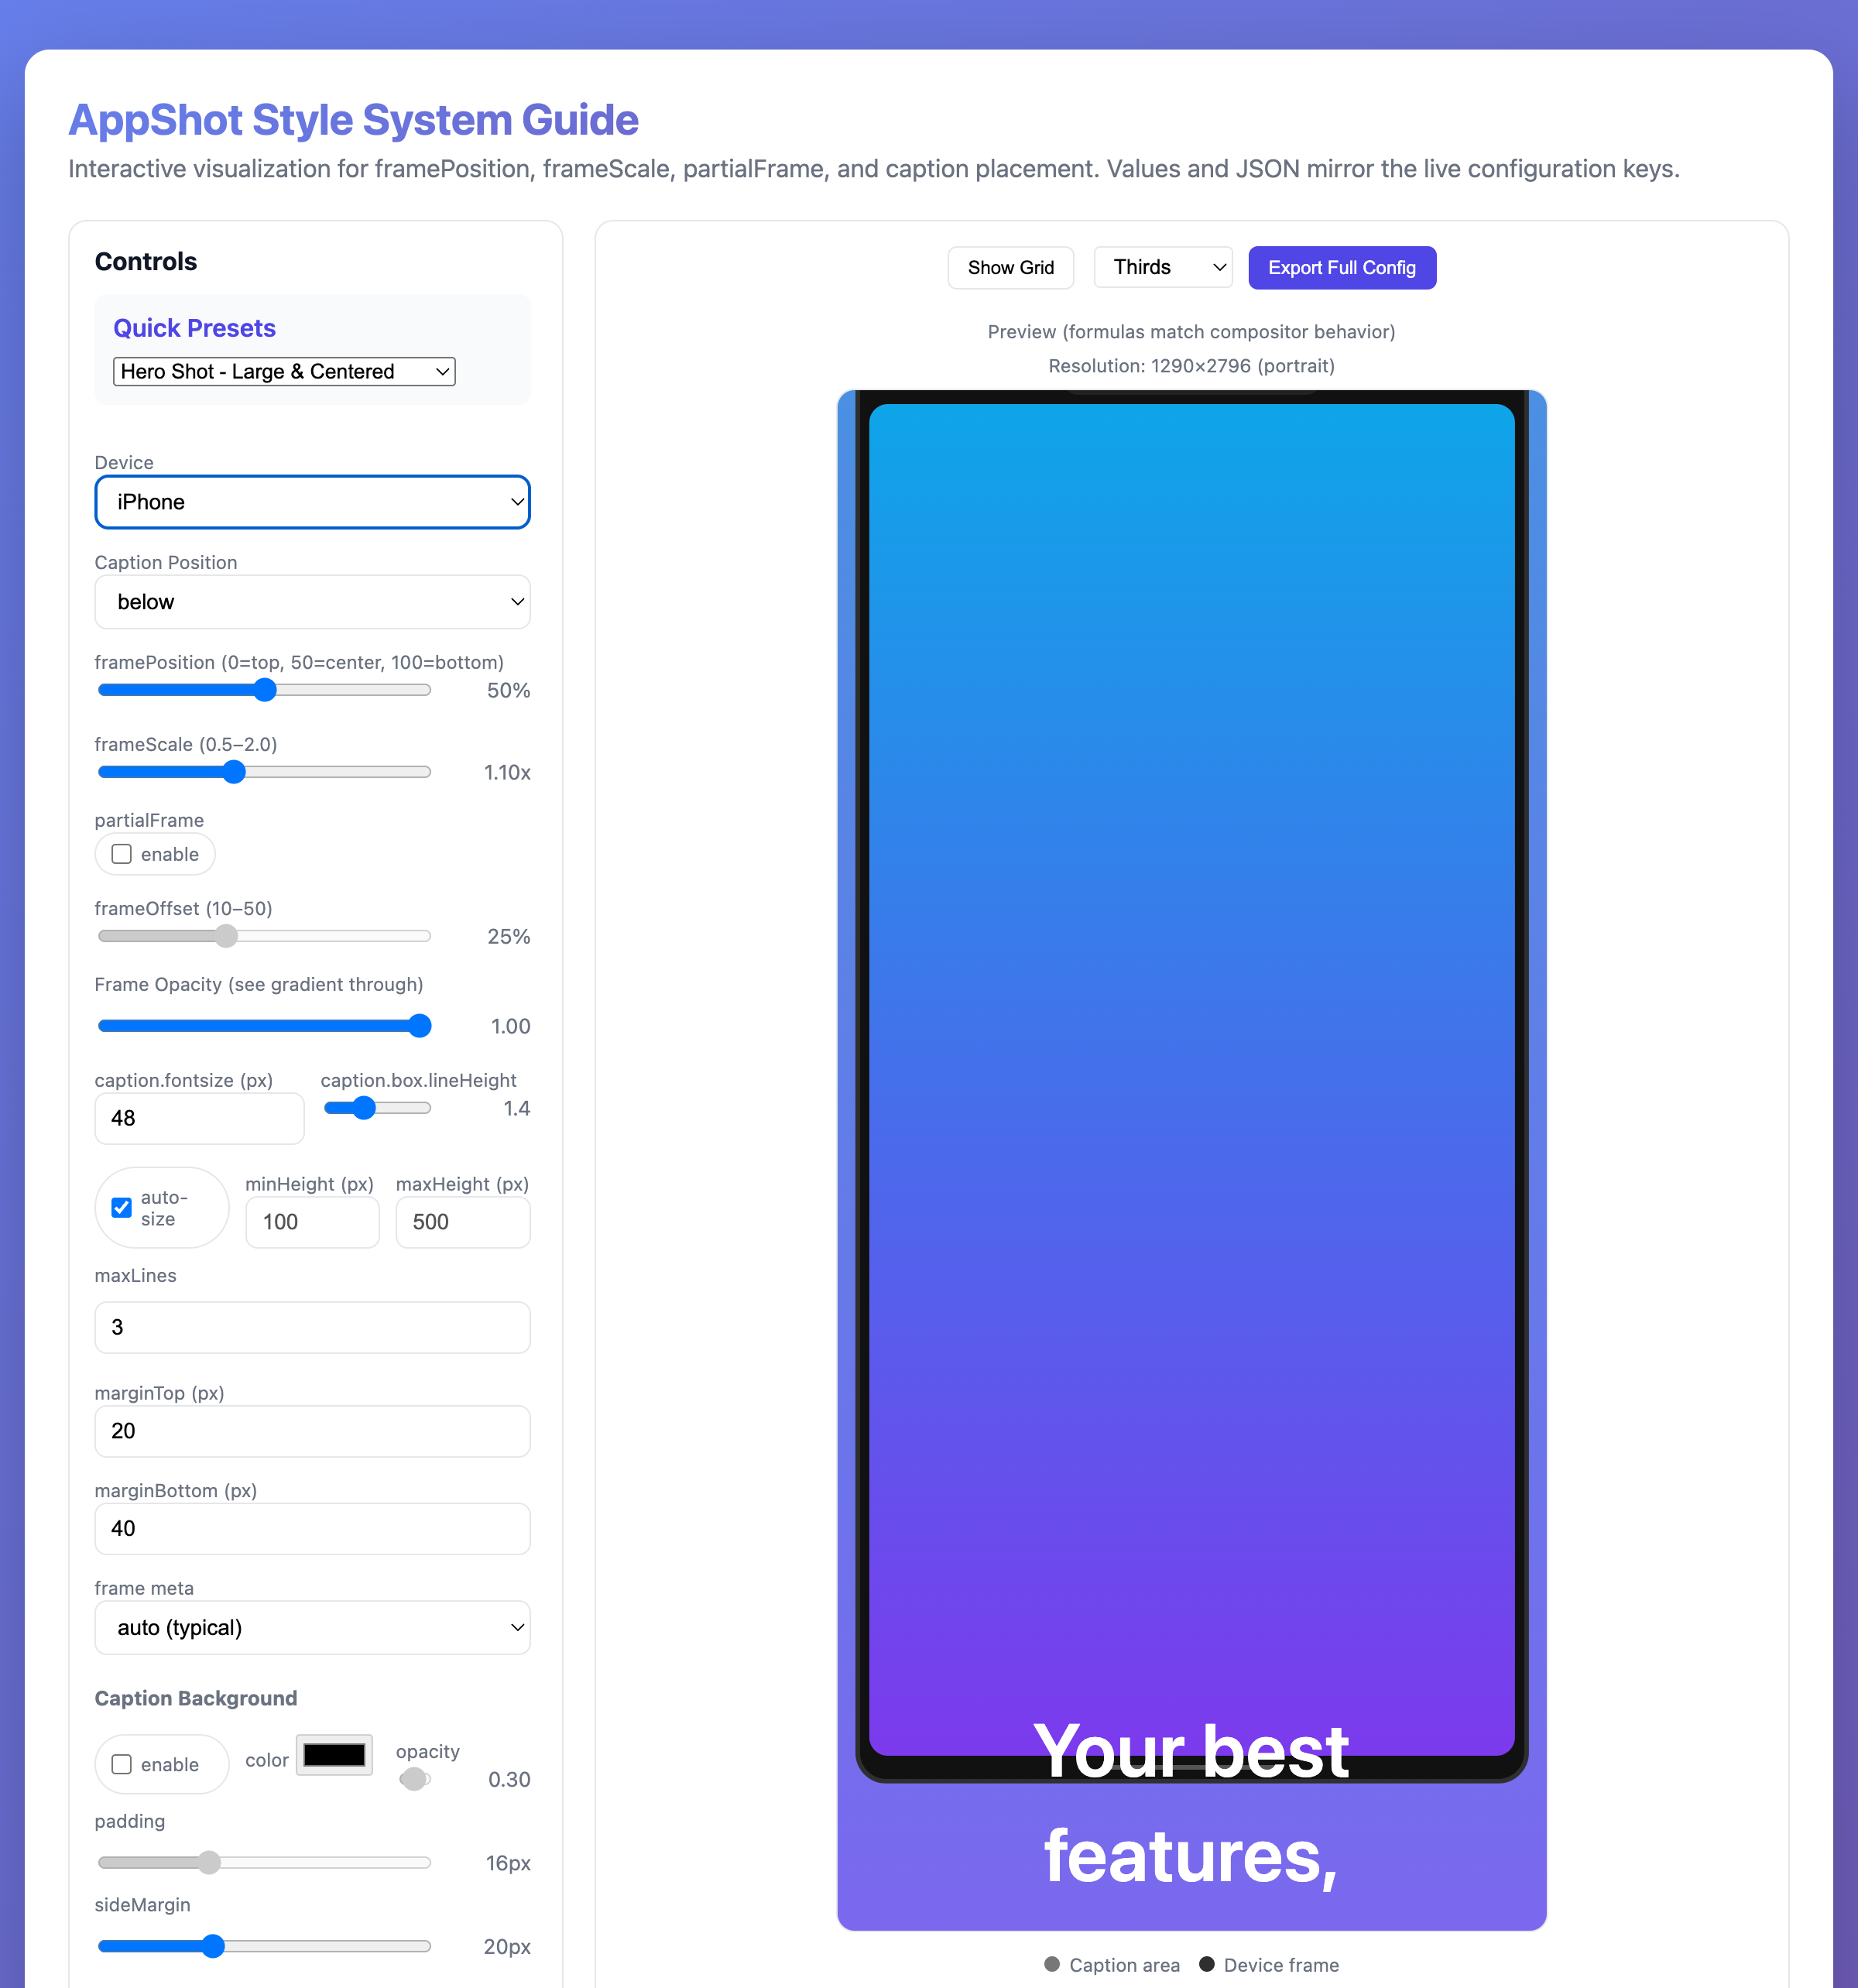 AppShot Style System Guide
Interactive visualization for framePosition, frameScale, partialFrame, and caption placement. Values and JSON mirror the live configuration keys.
Controls
Quick Presets
Hero Shot - Large & Centered
Device
iPhone
Caption Position
below
framePosition (0=top, 50=center, 100=bottom)
50%
frameScale (0.5–2.0)
1.10x
partialFrame
enable
frameOffset (10–50)
25%
Frame Opacity (see gradient through)
1.00
caption.fontsize (px)
48
caption.box.lineHeight
1.4
auto-
size
minHeight (px)
100
maxHeight (px)
500
maxLines
3
marginTop (px)
20
marginBottom (px)
40
frame meta
auto (typical)
Caption Background
enable
color
opacity
0.30
padding
16px
sideMargin
20px
Show Grid
Thirds
Export Full Config
Preview (formulas match compositor behavior)
Resolution: 1290×2796 (portrait)
Your best
features,
Caption area
Device frame